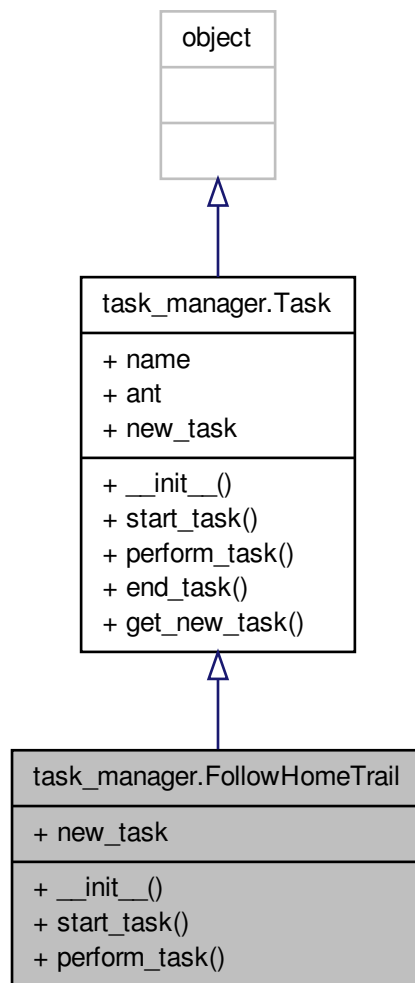 object
task_manager.Task
+ name
+ ant
+ new_task
+ __init__()
+ start_task()
+ perform_task()
+ end_task()
+ get_new_task()
task_manager.FollowHomeTrail
+ new_task
+ __init__()
+ start_task()
+ perform_task()